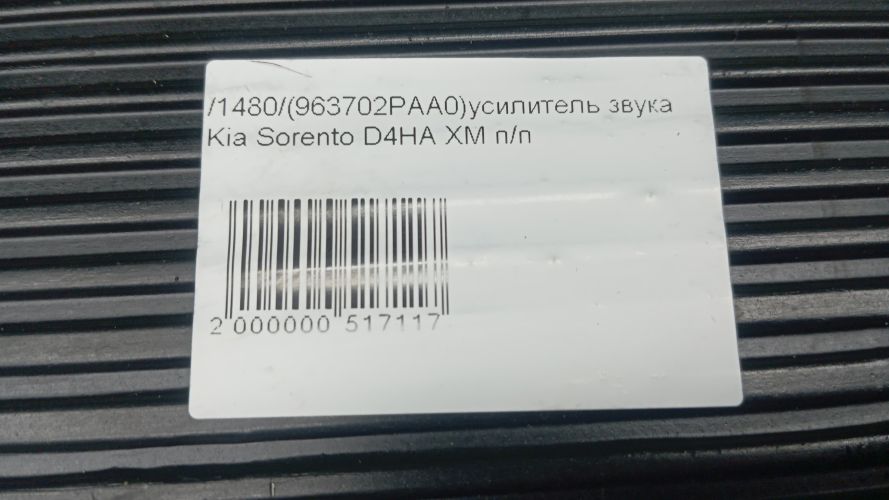 /1480/(963702PAA0)усилитель звука
Kia Sorento D4HA XM п/п
2 000000 517117